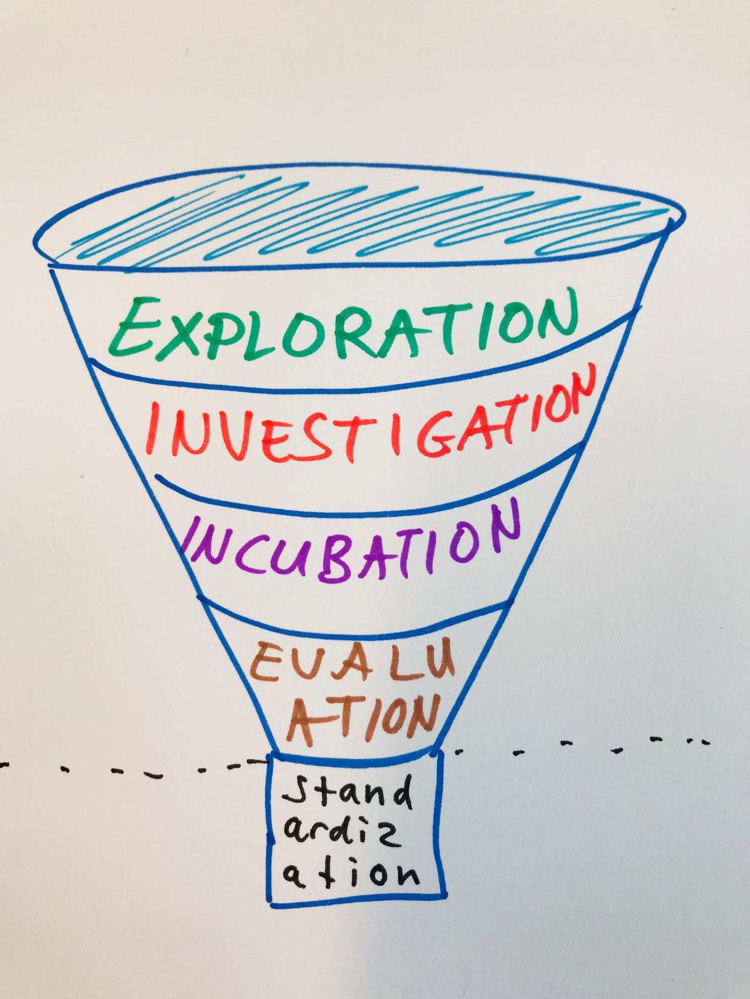 EXPLORATION
INVESTIGATION
INCUBATION
EVALU
ATION
stand
ardiz
ation